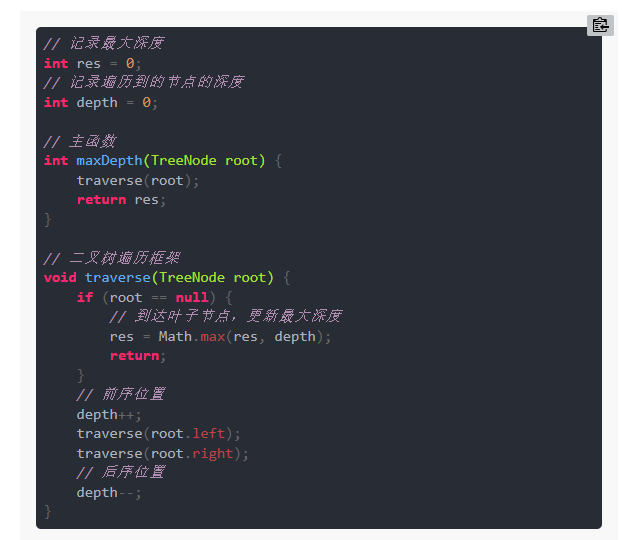 // 记录最大深度
int res = 0;
// 记录遍历到的节点的深度
int depth = 0;

// 主函数
int maxDepth(TreeNode root) {
    traverse(root);
    return res;
}

// 二叉树遍历框架
void traverse(TreeNode root) {
    if (root == null) {
        // 到达叶子节点，更新最大深度
        res = Math.max(res, depth);
        return;
    }
    // 前序位置
    depth++;
    traverse(root.left);
    traverse(root.right);
    // 后序位置
    depth--;
}